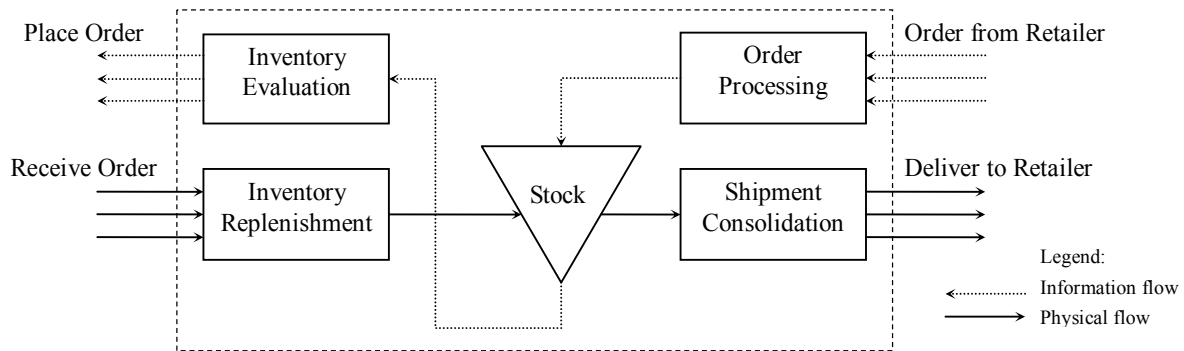 Place Order
Inventory
Evaluation
Order
Processing
Order from Retailer
Receive Order
Inventory
Replenishment
Stock
Shipment
Consolidation
Deliver to Retailer
Legend:
Information flow
Physical flow